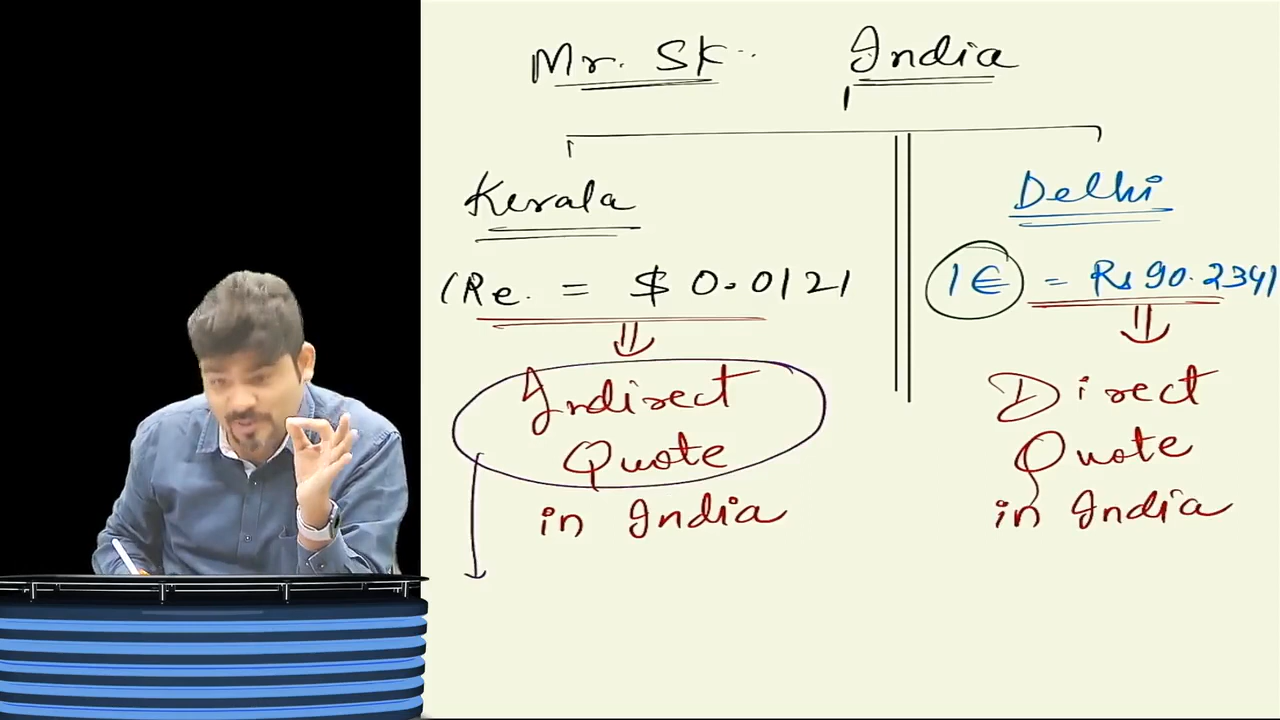 Mr. SK.. India
Kerala
1Re. = $ 0.0121
Indirect
Quote
in India
Delhi
1€ = Rs 90.2341
Direct
Quote
in India